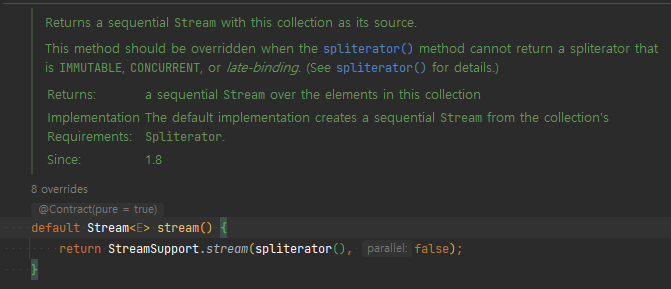 Returns a sequential Stream with this collection as its source.
This method should be overridden when the spliterator() method cannot return a spliterator that
is IMMUTABLE, CONCURRENT, or late-binding. (See spliterator() for details.)
Returns: a sequential Stream over the elements in this collection
Implementation The default implementation creates a sequential Stream from the collection's
Requirements: Spliterator.
Since: 1.8
8 overrides
@Contract(pure = true)
default Stream<E> stream() {
return StreamSupport.stream(spliterator(), parallel: false);
}